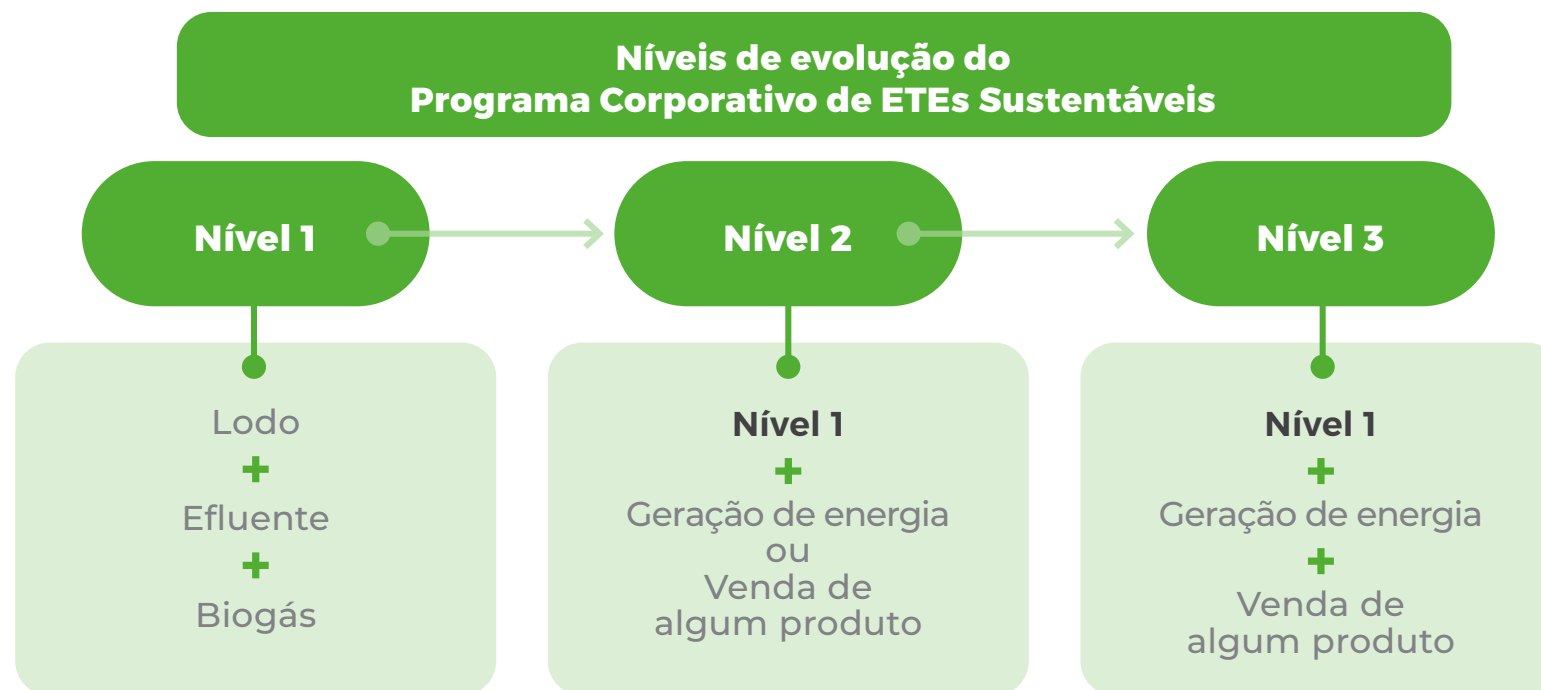 Níveis de evolução do
Programa Corporativo de ETEs Sustentáveis
Nível 1
Nível 2
Nível 3
Lodo
+
Efluente
+
Biogás
Nível 1
+
Geração de energia
ou
Venda de
algum produto
Nível 1
+
Geração de energia
+
Venda de
algum produto